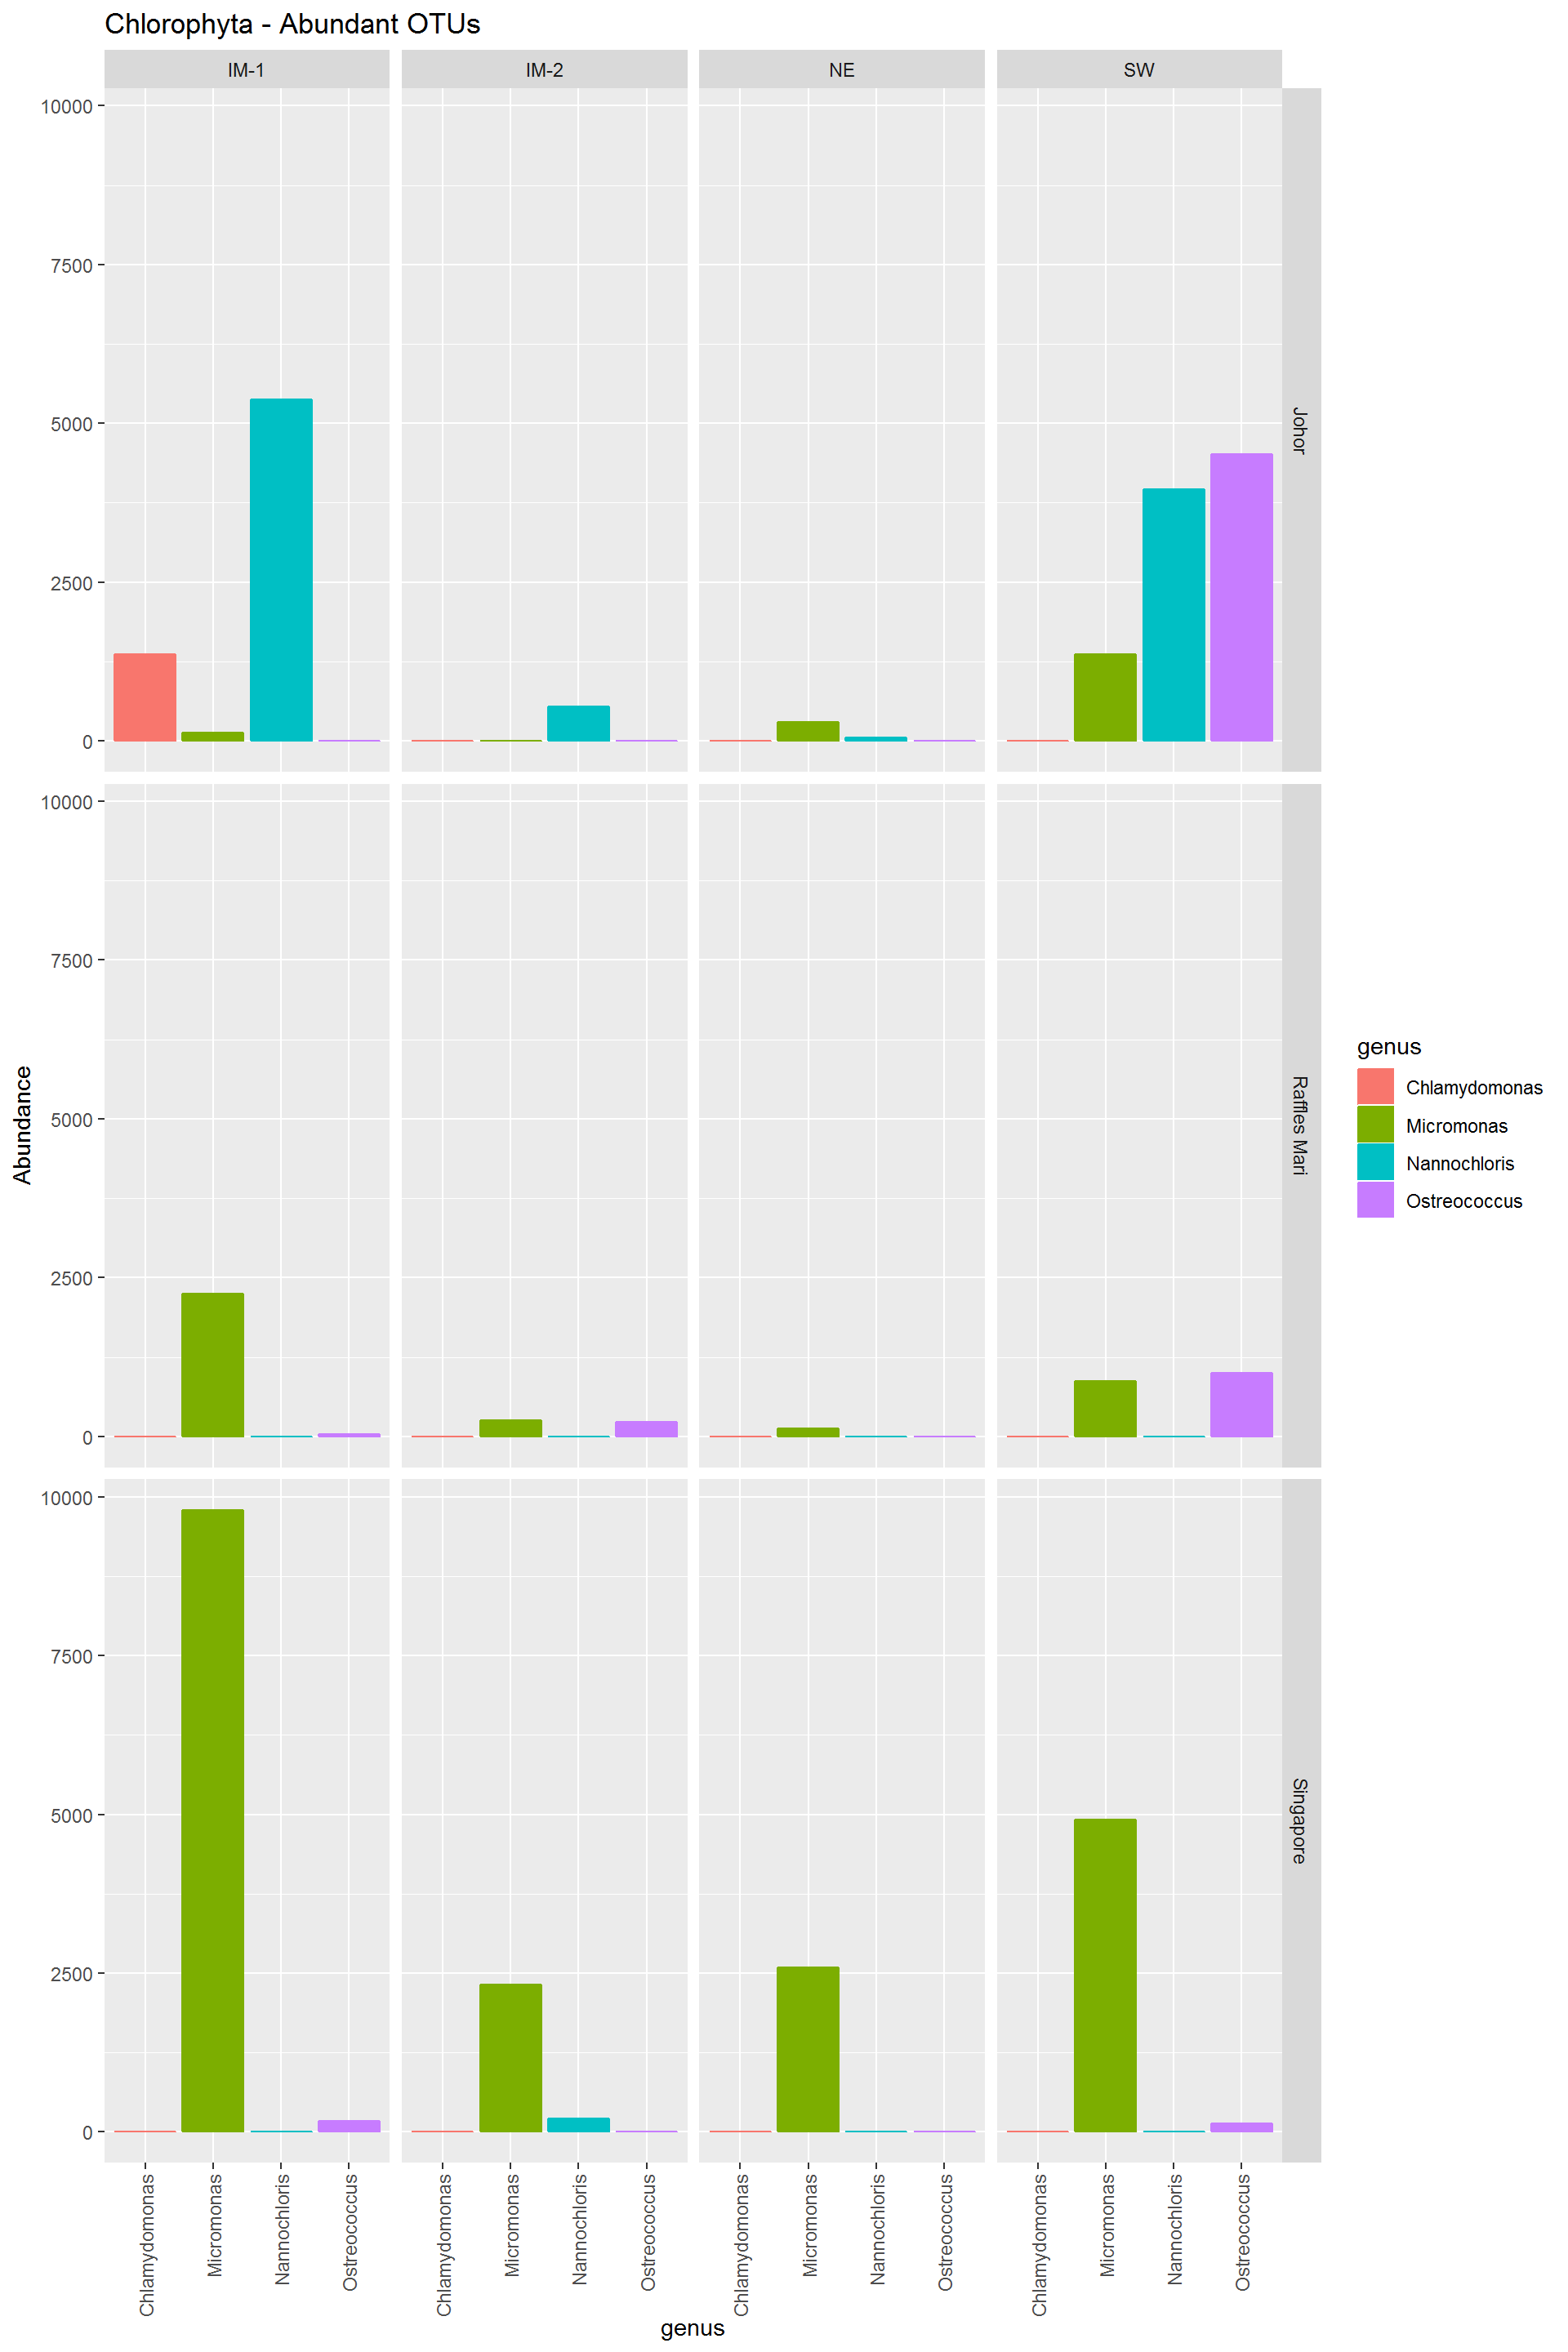 Chlorophyta - Abundant OTUs
IM-1
IM-2
NE
SW
10000
7500
5000
2500
0
Johor
10000
7500
5000
2500
0
Raffles Mari
10000
7500
5000
2500
0
Singapore
Abundance
Chlamydomonas
Micromonas
Nannochloris
Ostreococcus
Chlamydomonas
Micromonas
Nannochloris
Ostreococcus
Chlamydomonas
Micromonas
Nannochloris
Ostreococcus
Chlamydomonas
Micromonas
Nannochloris
Ostreococcus
genus
genus
Chlamydomonas
Micromonas
Nannochloris
Ostreococcus